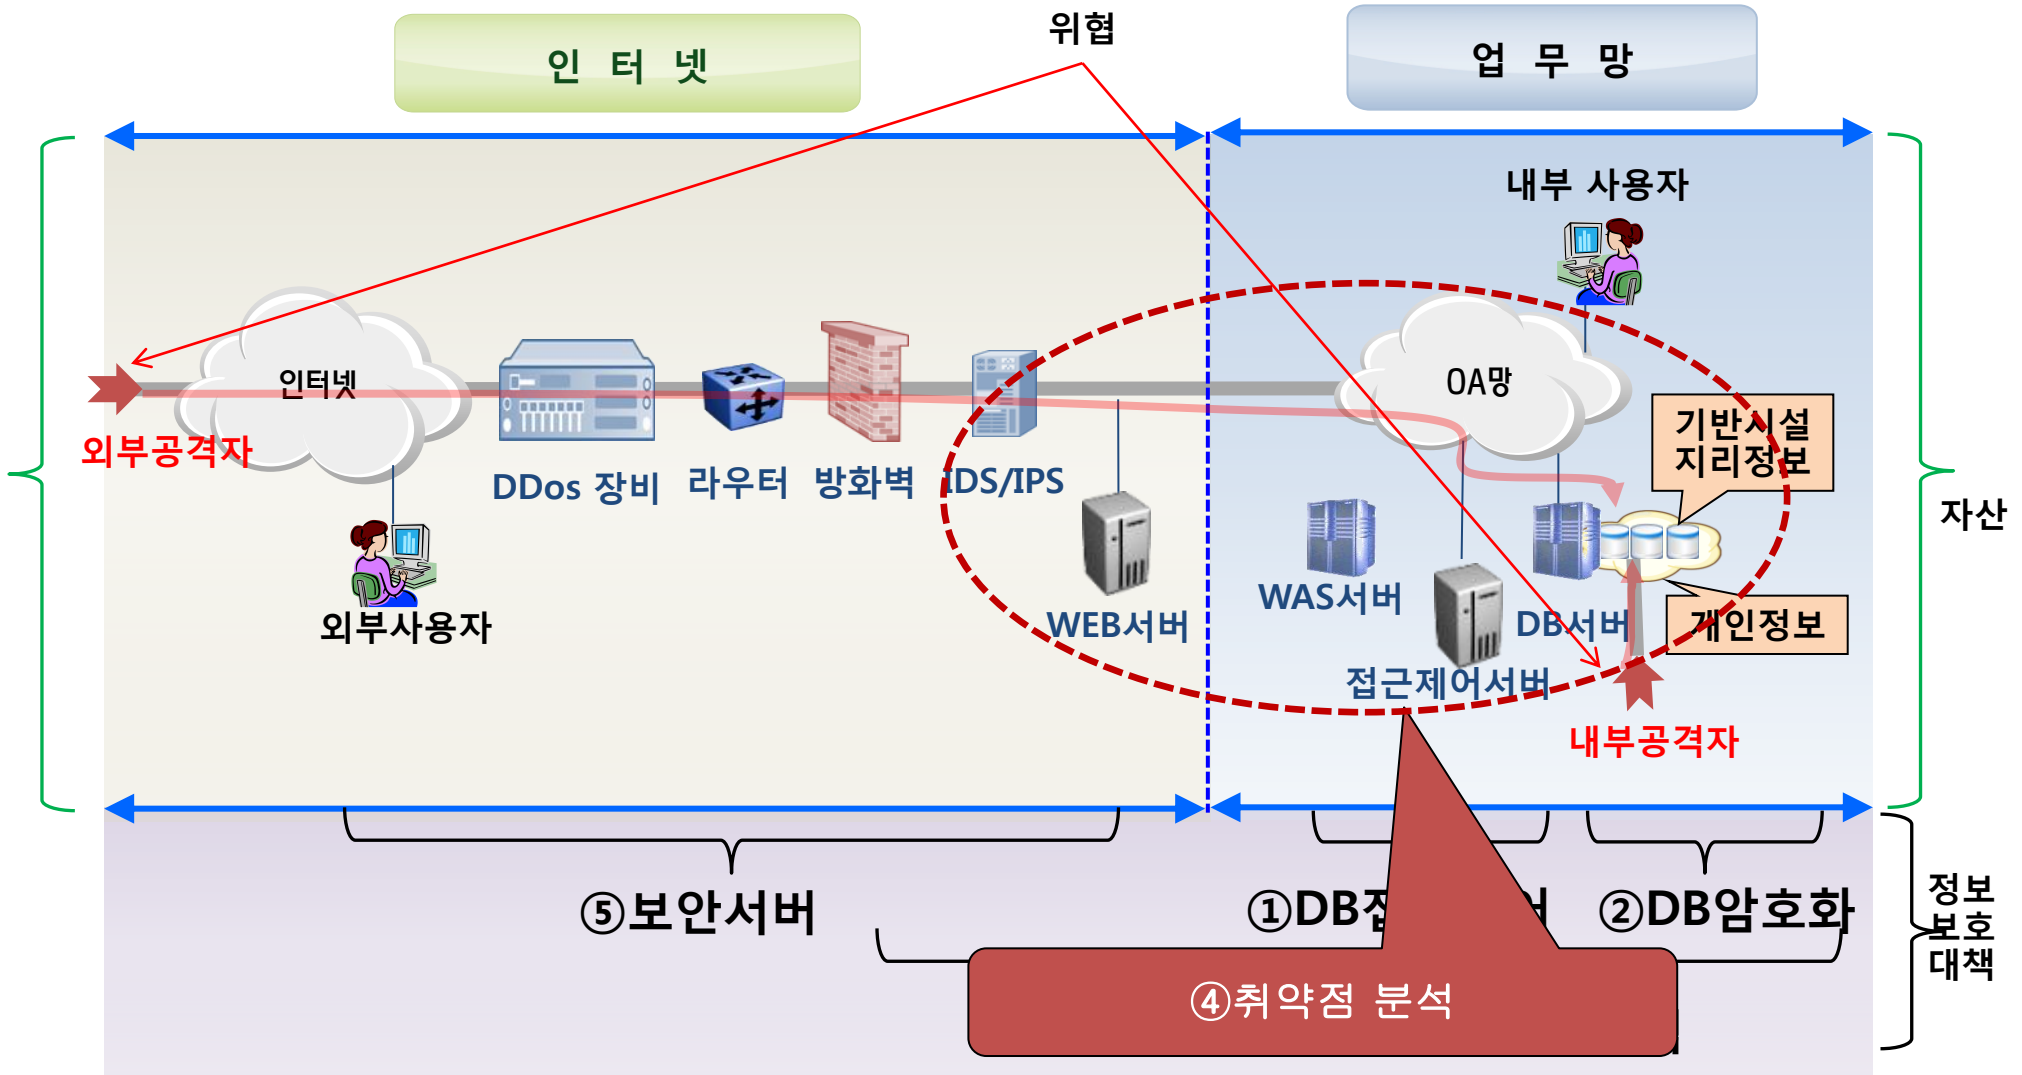 위협
인 터 넷
업 무 망
내부 사용자
인터넷
OA망
기반시설
지리정보
외부공격자
DDos 장비
라우터
방화벽
IDS/IPS
자산
WAS서버
DB서버
개인정보
외부사용자
WEB서버
접근제어서버
내부공격자
⑤보안서버
①DB접
②DB암호화
정보
보호
대책
④취약점 분석